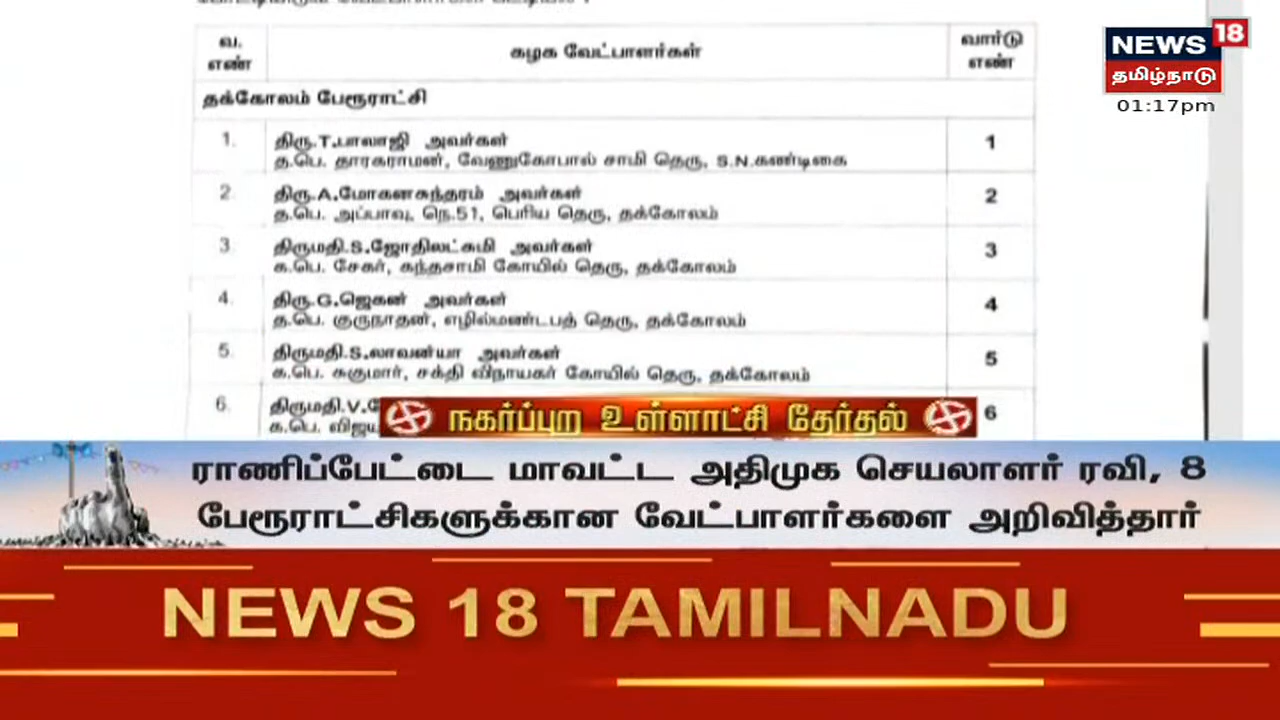 வ. எண்
கழக வேட்பாளர்கள்
வார்டு எண்
தக்கோலம் பேரூராட்சி
1. திரு.T.பாலாஜி அவர்கள் 1
த.பெ. தாரகராமன், வேணுகோபால் சாமி தெரு, S.N.கண்டிகை
2. திரு.A.மோகனசுந்தரம் அவர்கள் 2
த.பெ. அப்பாவு, நெ.51, பெரிய தெரு, தக்கோலம்
3. திருமதி.S.ஜோதிலட்சுமி அவர்கள் 3
க.பெ. சேகர், கந்தசாமி கோயில் தெரு, தக்கோலம்
4. திரு.G.ஜெகன் அவர்கள் 4
த.பெ. குருநாதன், எழில்மண்டபத் தெரு, தக்கோலம்
5. திருமதி.S.லாவண்யா அவர்கள் 5
க.பெ. சுகுமார், சக்தி விநாயகர் கோயில் தெரு, தக்கோலம்
6. திருமதி.V. 6
க.பெ.
NEWS 18
தமிழ்நாடு
01:17pm
நகர்ப்புற உள்ளாட்சி தேர்தல்
ராணிப்பேட்டை மாவட்ட அதிமுக செயலாளர் ரவி, 8
பேரூராட்சிகளுக்கான வேட்பாளர்களை அறிவித்தார்
NEWS 18 TAMILNADU